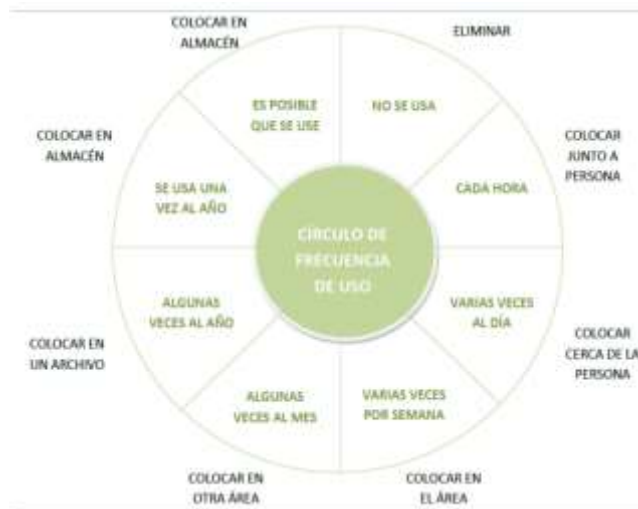 COLOCAR EN
ALMACÉN
ELIMINAR
ES POSIBLE
QUE SE USE
NO SE USA
COLOCAR EN
ALMACÉN
COLOCAR
JUNTO A
PERSONA
SE USA UNA
VEZ AL AÑO
CADA HORA
CÍRCULO DE
FRECUENCIA
DE USO
ALGUNAS
VECES AL AÑO
VARIAS VECES
AL DÍA
COLOCAR EN
UN ARCHIVO
COLOCAR
CERCA DE LA
PERSONA
ALGUNAS
VECES AL MES
VARIAS VECES
POR SEMANA
COLOCAR EN
OTRA ÁREA
COLOCAR EN
EL ÁREA